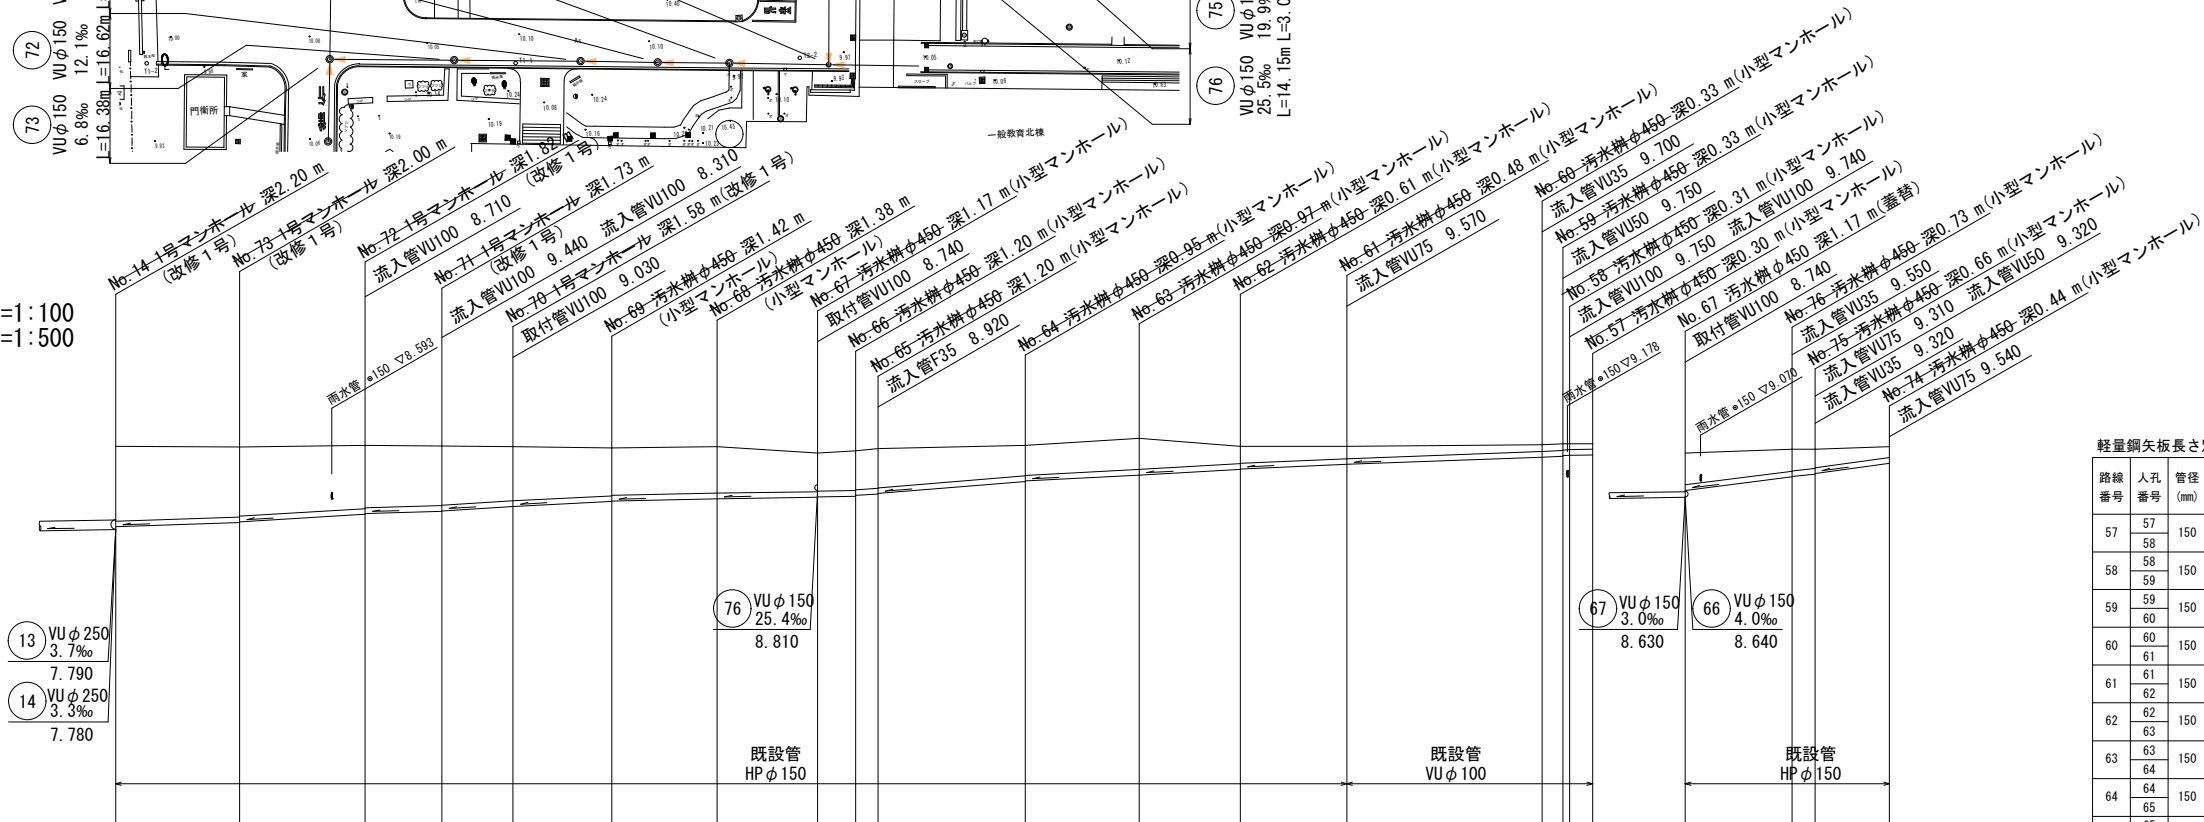 72
VUφ150
12.1‰
L=16.62m
73
VUφ150
6.8‰
L=16.38m
門衛所
一般教育北棟
スロープ
75
19.9‰
76
VUφ150
25.5‰
L=14.15m
=1:100
=1:500
No.14 1号マンホール 深2.20 m
(改修1号)
No.73 1号マンホール 深2.00 m
(改修1号)
No.72 1号マンホール 深1.82
(改修1号)
流入管VU100 8.710
No.71 1号マンホール 深1.73 m
(改修1号)
流入管VU100 9.440 流入管VU100 8.310
No.70 1号マンホール 深1.58 m(改修1号)
取付管VU100 9.030
No.69 汚水桝φ450 深1.42 m
(小型マンホール)
No.68 汚水桝φ450 深1.38 m
(小型マンホール)
No.67 汚水桝φ450 深1.17 m(小型マンホール)
取付管VU100 8.740
No.66 汚水桝φ450 深1.20 m(小型マンホール)
No.65 汚水桝φ450 深1.20 m(小型マンホール)
流入管F35 8.920
No.64 汚水桝φ450 深0.95 m(小型マンホール)
No.63 汚水桝φ450 深0.97 m(小型マンホール)
No.62 汚水桝φ450 深0.61 m(小型マンホール)
No.61 汚水桝φ450 深0.48 m(小型マンホール)
流入管VU75 9.570
No.60 汚水桝φ450 深0.33 m(小型マンホール)
流入管VU35 9.700
No.59 汚水桝φ450 深0.33 m(小型マンホール)
流入管VU50 9.750
No.58 汚水桝φ450 深0.31 m(小型マンホール)
流入管VU100 9.750 流入管VU100 9.740
No.57 汚水桝φ450 深0.30 m(小型マンホール)
No.67 汚水桝φ450 深1.17 m(蓋替)
取付管VU100 8.740
No.76 汚水桝φ450 深0.73 m(小型マンホール)
流入管VU35 9.550
No.75 汚水桝φ450 深0.66 m(小型マンホール)
流入管VU75 9.310 流入管VU50 9.320
流入管VU35 9.320
No.74 汚水桝φ450 深0.44 m(小型マンホール)
流入管VU75 9.540
雨水管 ⌀150 ▽8.593
雨水管 ⌀150 ▽9.178
雨水管 ⌀150 ▽9.070
13
VUφ250
3.7‰
7.790
14
VUφ250
3.3‰
7.780
76
VUφ150
25.4‰
8.810
67
VUφ150
3.0‰
8.630
66
VUφ150
4.0‰
8.640
既設管
HPφ150
既設管
VUφ100
既設管
HPφ150
軽量鋼矢板長さ
路線番号 人孔番号 管径(mm)
57 57 58 150
58 58 59 150
59 59 60 150
60 60 61 150
61 61 62 150
62 62 63 150
63 63 64 150
64 64 65 150